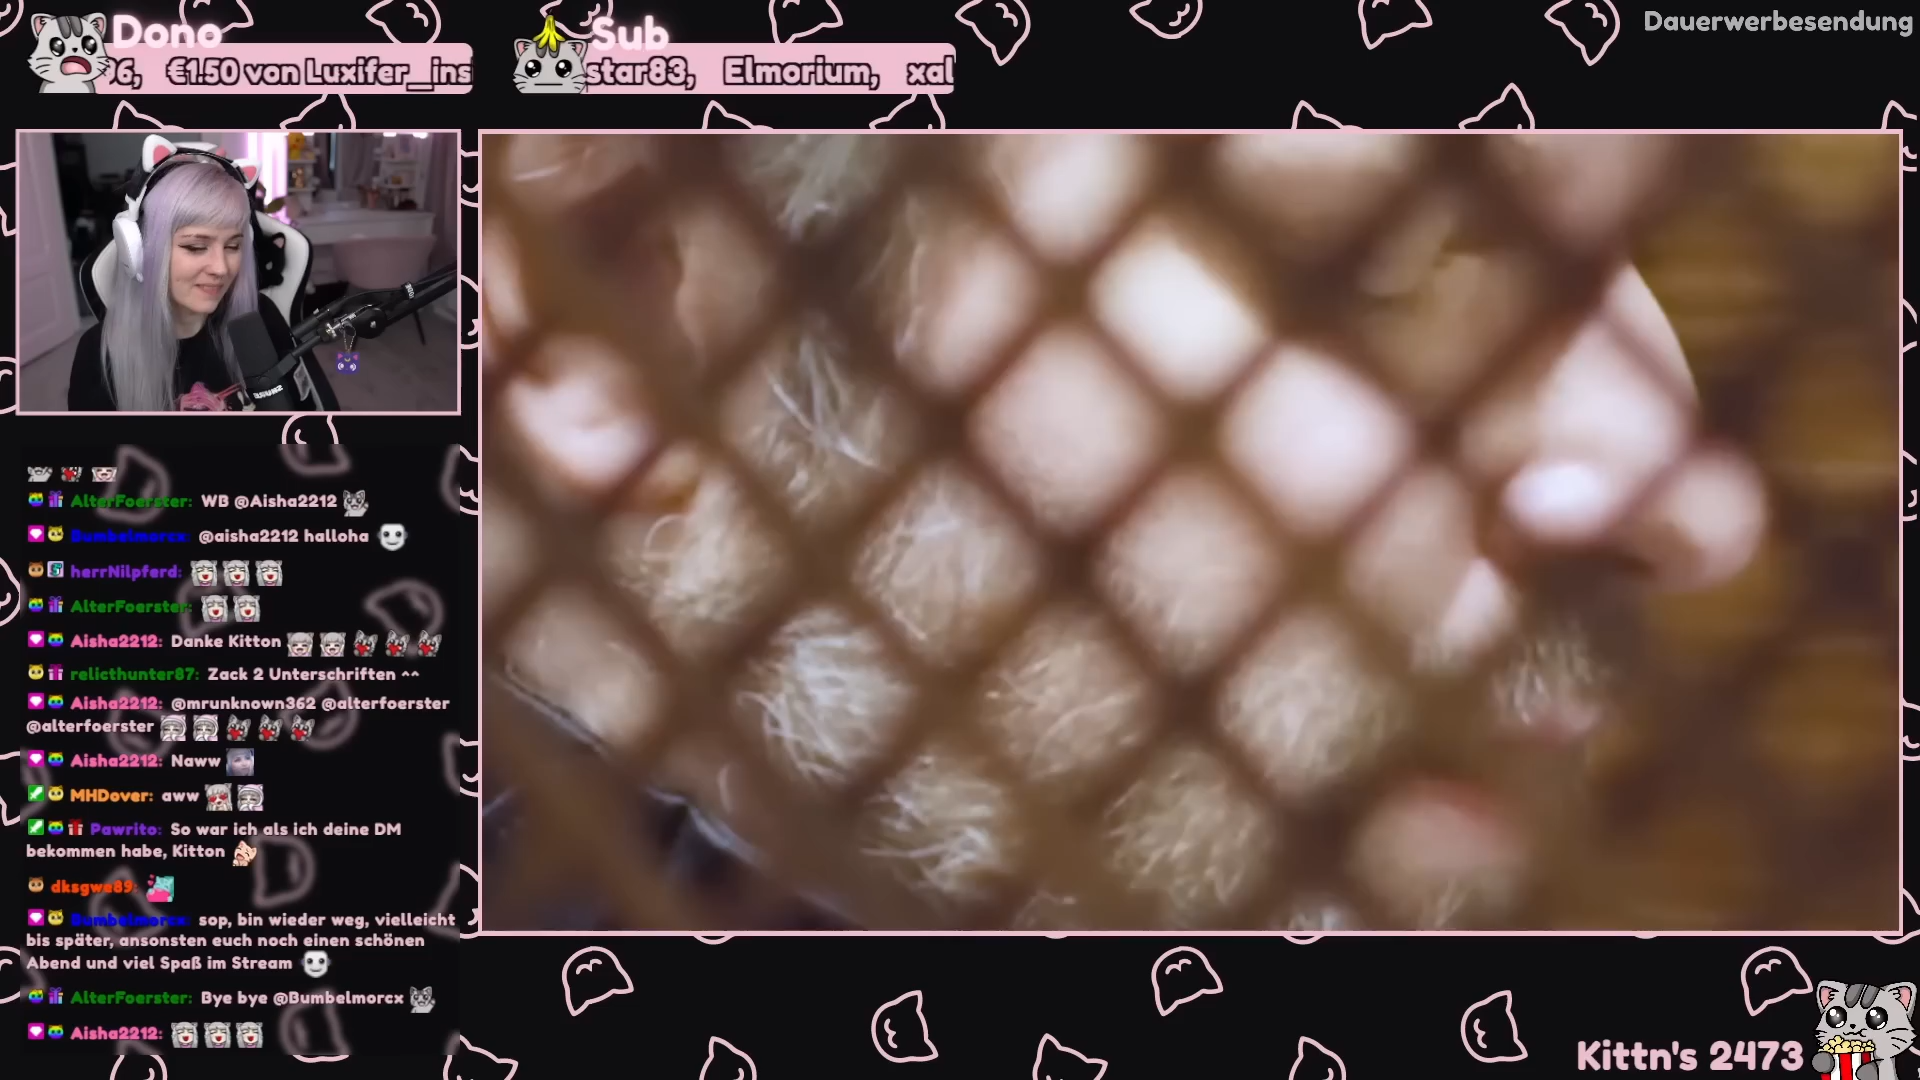 Dono
€1.50 von Luxifer_ins
Sub
star83, Elmorium, xal
Dauerwerbesendung
AlterFoerster: WB @Aisha2212
Bumbelmorcx: @aisha2212 halloha
herrNilpferd:
AlterFoerster:
Aisha2212: Danke Kitton
relicthunter87: Zack 2 Unterschriften ^^
Aisha2212: @mrunknown362 @alterfoerster
@alterfoerster
Aisha2212: Naww
MHDover: aww
Pawrito: So war ich als ich deine DM
bekommen habe, Kitton
dksgwe89:
Bumbelmorcx: sop, bin wieder weg, vielleicht
bis später, ansonsten euch noch einen schönen
Abend und viel Spaß im Stream
AlterFoerster: Bye bye @Bumbelmorcx
Aisha2212:
Kittn's 2473